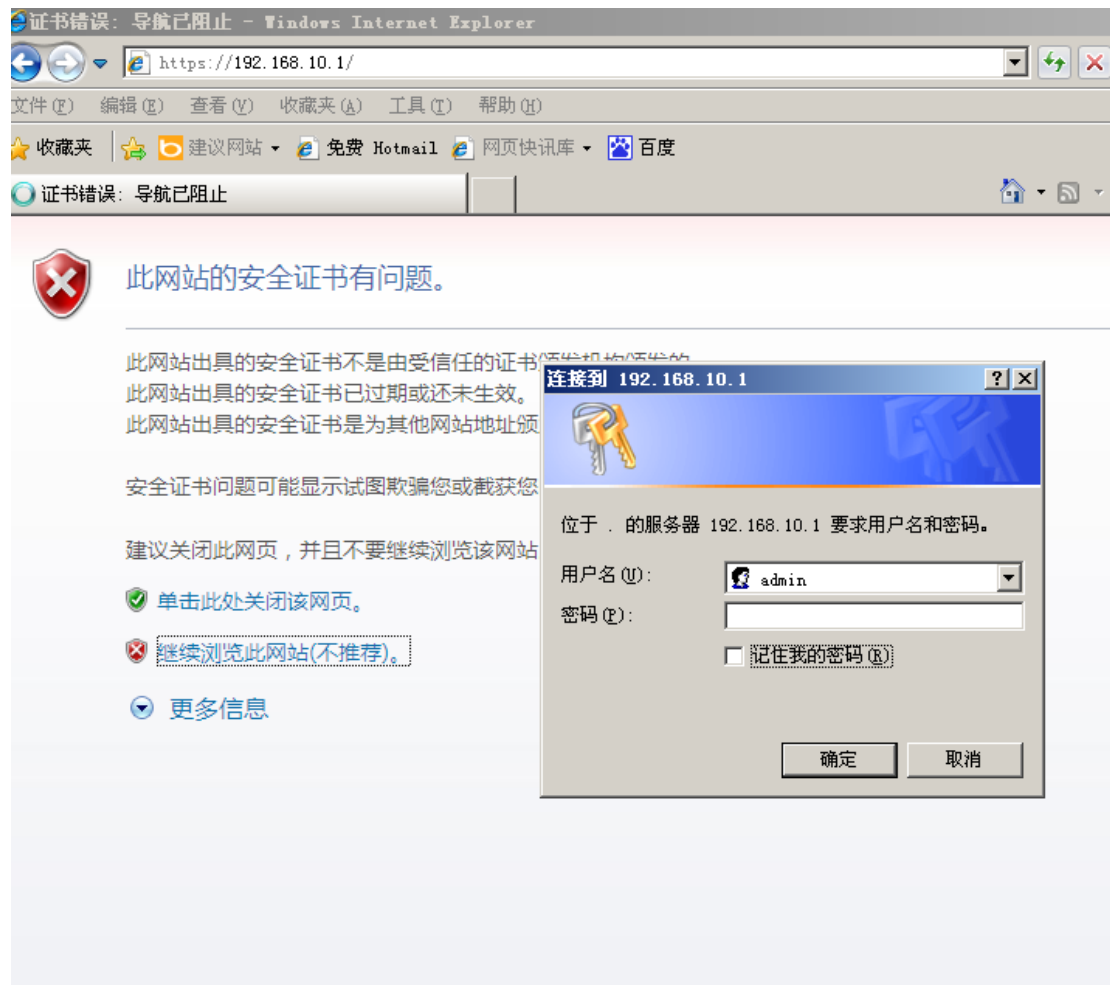 证书错误: 导航已阻止 - Windows Internet Explorer
https://192.168.10.1/
文件(F) 编辑(E) 查看(V) 收藏夹(A) 工具(T) 帮助(H)
收藏夹 建议网站 免费 Hotmail 网页快讯库 百度
证书错误: 导航已阻止
此网站的安全证书有问题。
此网站出具的安全证书不是由受信任的证书颁发机构颁发的
此网站出具的安全证书已过期或还未生效。
此网站出具的安全证书是为其他网站地址颁
安全证书问题可能显示试图欺骗您或截获您
建议关闭此网页，并且不要继续浏览该网站
单击此处关闭该网页。
继续浏览此网站(不推荐)。
更多信息
连接到 192.168.10.1
位于 . 的服务器 192.168.10.1 要求用户名和密码。
用户名(U): admin
密码(P):
记住我的密码(R)
确定 取消